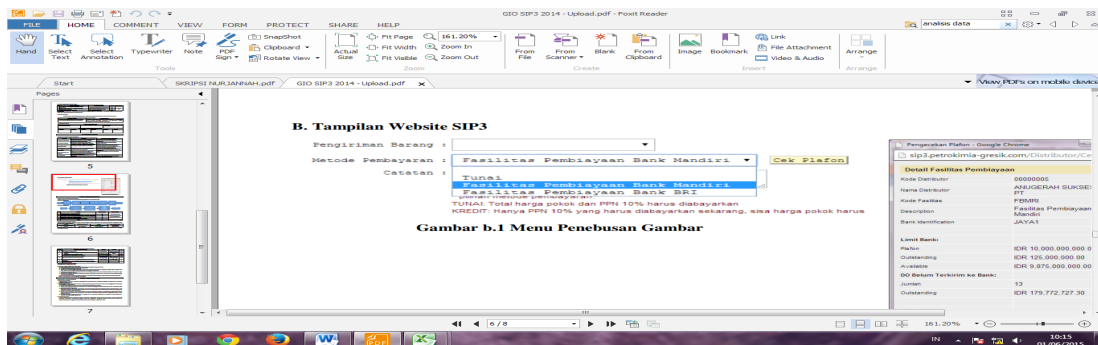 GIO SIP3 2014 - Upload.pdf - Foxit Reader
FILE HOME COMMENT VIEW FORM PROTECT SHARE HELP
analisis data
Hand
Select Text
Select Annotation
Typewriter
Note
PDF Sign
SnapShot
Clipboard
Rotate View
Actual Size
Fit Page
Fit Width
Fit Visible
161.20%
Zoom In
Zoom Out
From File
From Scanner
Blank
From Clipboard
Image
Bookmark
Link
File Attachment
Video & Audio
Arrange
Tools Zoom Create Insert Arrange
Start
SKRIPSI NURJANNAH.pdf
GIO SIP3 2014 - Upload.pdf
View PDFs on mobile
Pages
5
6
7
B. Tampilan Website SIP3
Pengiriman Barang :
Metode Pembayaran : Fasilitas Pembiayaan Bank Mandiri Cek Plafon
Catatan :
Tunai
Fasilitas Pembiayaan Bank Mandiri
Fasilitas Pembiayaan Bank BRI
TUNAI: Total harga pokok dan PPN 10% harus diabayarkan
KREDIT: Hanya PPN 10% yang harus diabayarkan sekarang, sisa harga pokok harus
Gambar b.1 Menu Penebusan Gambar
Pengecekan Plafon - Google Chrome
sip3.petrokimia-gresik.com/Distributor/Ce
Detail Fasilitas Pembiayaan
Kode Distributor 00000005
Nama Distributor ANUGERAH SUKSE
PT
Kode Fasilitas FBMRI
Description Fasilitas Pembiayaan
Mandiri
Bank Identification JAYA1
Limit Bank:
Plafon IDR 10,000,000,000.0
Outstanding IDR 125,000,000.00
Available IDR 9,875,000,000.00
DO Belum Terkirim ke Bank:
Jumlah 13
Outstanding IDR 179,772,727.30
6 / 8
161.20%
IN
10:15
01/06/2015